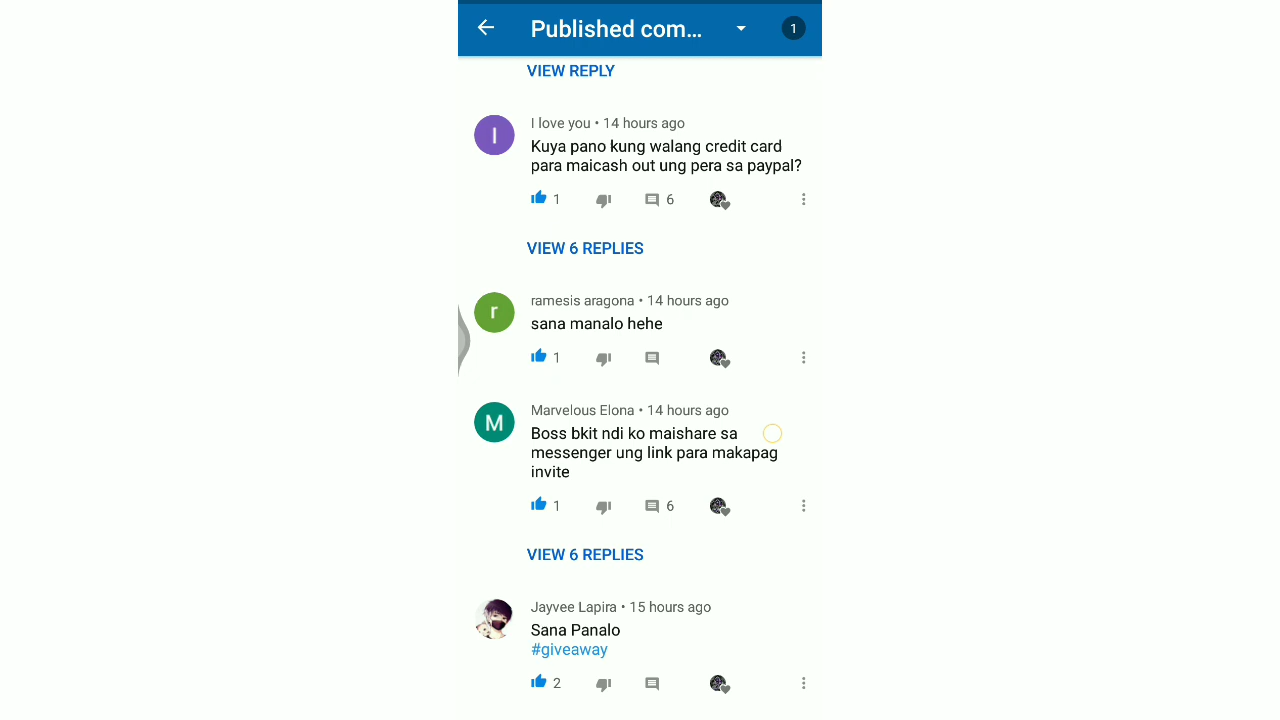 Published com...
1
VIEW REPLY
I love you • 14 hours ago
Kuya pano kung walang credit card
para maicash out ung pera sa paypal?
1
6
VIEW 6 REPLIES
ramesis aragona • 14 hours ago
sana manalo hehe
1
Marvelous Elona • 14 hours ago
Boss bkit ndi ko maishare sa
messenger ung link para makapag
invite
1
6
VIEW 6 REPLIES
Jayvee Lapira • 15 hours ago
Sana Panalo
#giveaway
2
I
r
M